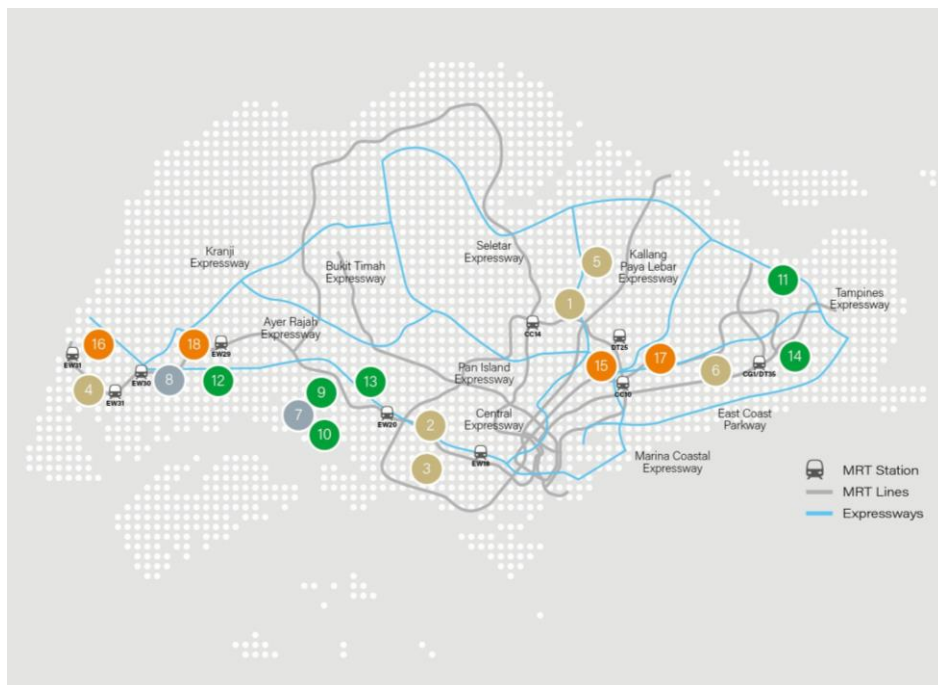 5
Kallang
Paya Lebar
Expressway
Seletar
Expressway
Kranji
Expressway
Bukit Timah
Expressway
11
Tampines
Expressway
1
CC14
Ayer Rajah
Expressway
16
18
EW29
DT26
EW31
15
17
14
CG1/DT35
6
Pan Island
Expressway
EW30
8
12
13
CC10
4
EW31
9
7
10
EW20
2
Central
Expressway
East Coast
Parkway
3
EW18
Marina Coastal
Expressway
MRT Station
MRT Lines
Expressways